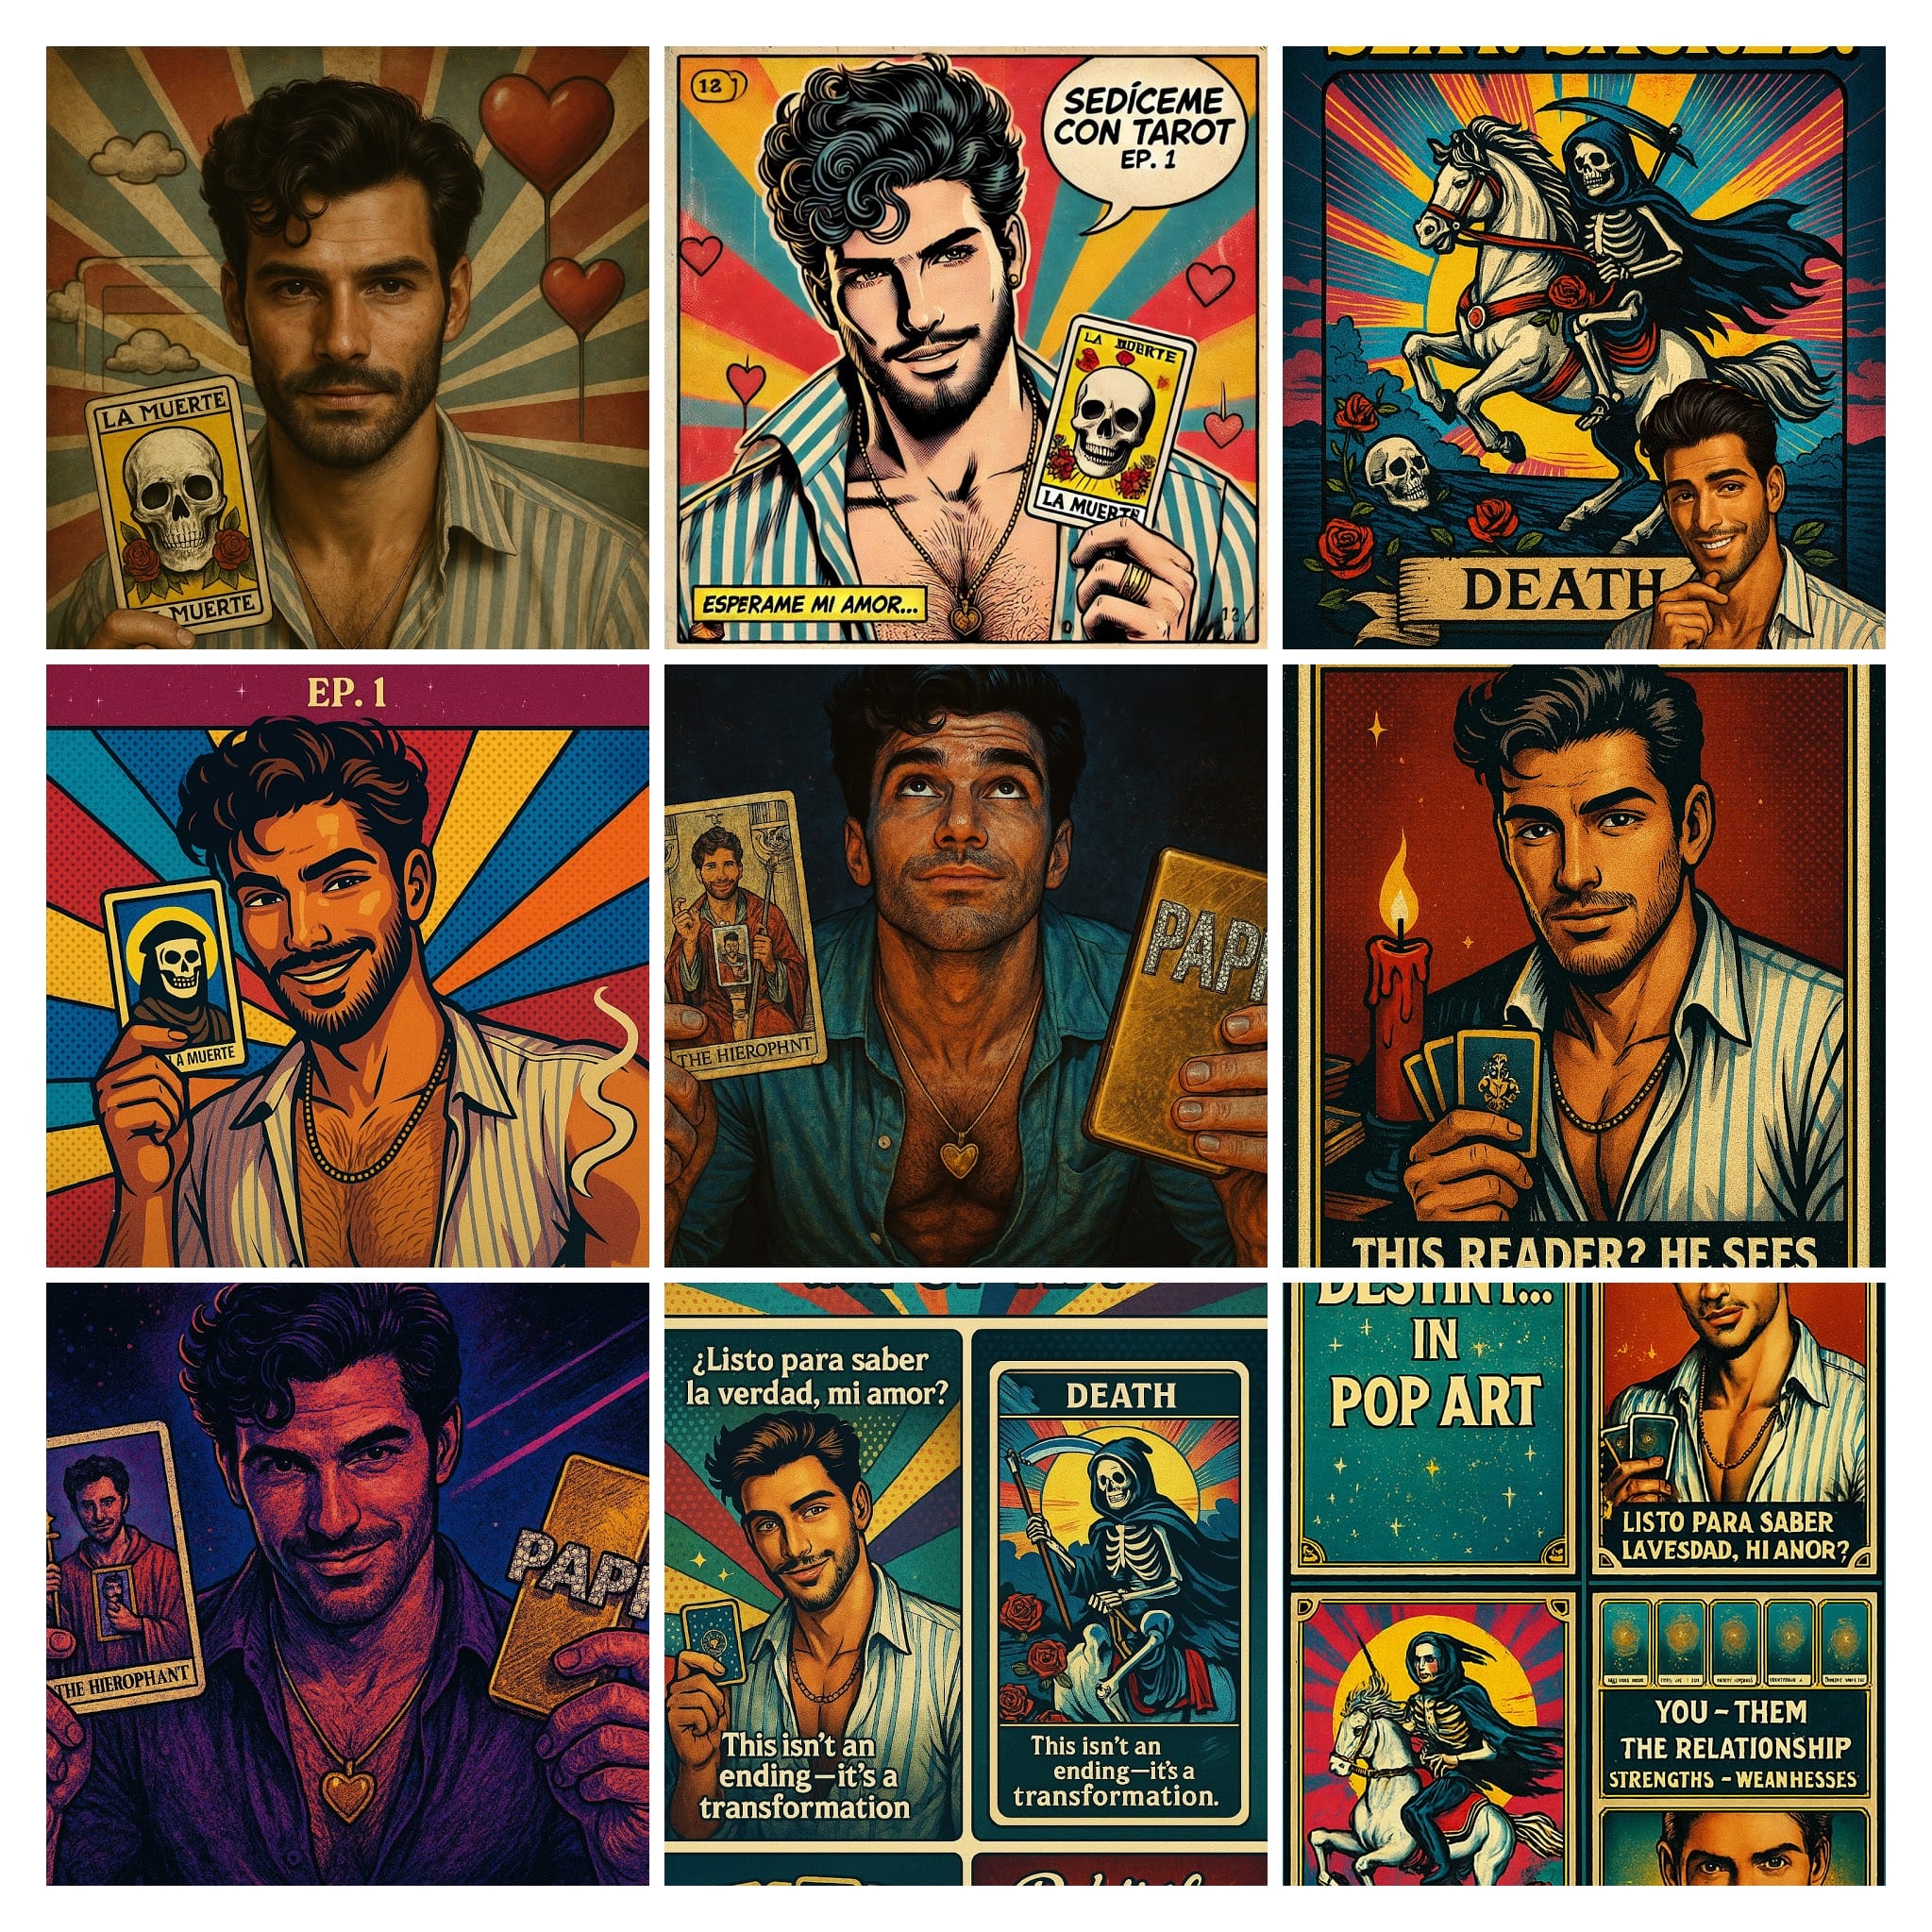 LA MUERTE
MUERTE
12
SEDÍCEME
CON TAROT
EP. 1
LA
LA MUERTE
ESPERAME MI AMOR...
DEATH
EP. 1
LA MUERTE
THE HIEROPHNT
PAPI
THIS READER? HE SEES
THE HIEROPHANT
PAPI
¿Listo para saber
la verdad, mi amor?
This isn't an
ending—it's a
transformation
DEATH
This isn't an
ending—it's a
transformation.
DESTINY...
IN
POP ART
LISTO PARA SABER
LAVESDAD, HI ANOR?
YOU – THEM
THE RELATIONSHIP
STRENGTHS – WEANHESSES